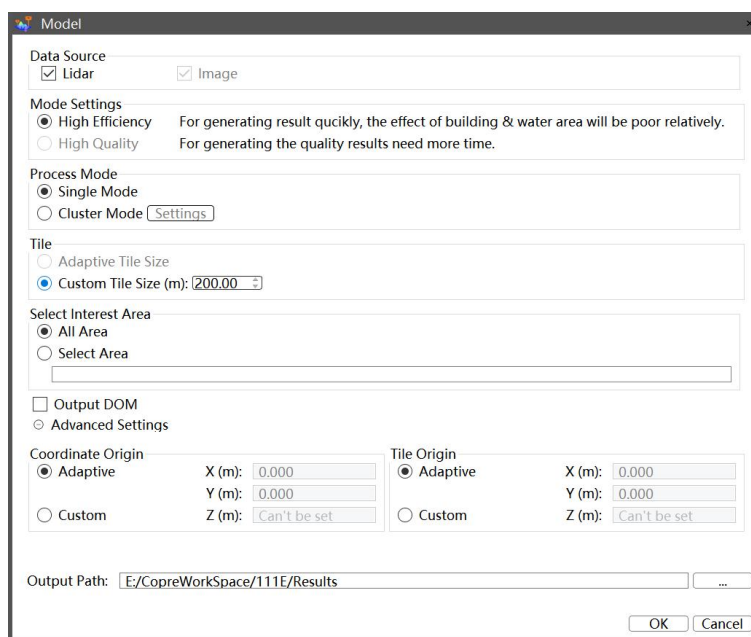 Model
Data Source
Lidar Image
Mode Settings
High Efficiency For generating result qucikly, the effect of building & water area will be poor relatively.
High Quality For generating the quality results need more time.
Process Mode
Single Mode
Cluster Mode Settings
Tile
Adaptive Tile Size
Custom Tile Size (m): 200.00
Select Interest Area
All Area
Select Area
Output DOM
Advanced Settings
Coordinate Origin Tile Origin
Adaptive X (m): 0.000 Adaptive X (m): 0.000
Y (m): 0.000 Y (m): 0.000
Custom Z (m): Can't be set Custom Z (m): Can't be set
Output Path: E:/CopreWorkSpace/111E/Results ...
OK Cancel